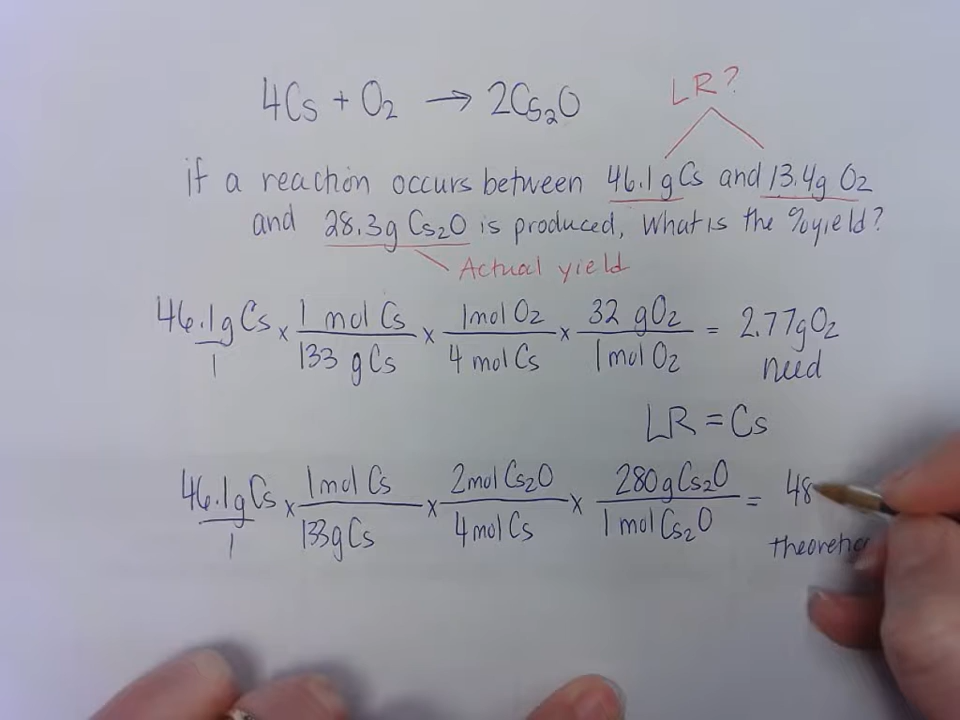 4Cs + O₂ → 2Cs₂O
LR?
if a reaction occurs between 46.1g Cs and 13.4g O₂
and 28.3g Cs₂O is produced, What is the %yield?
Actual yield
46.1g Cs/1 × 1 mol Cs/133 g Cs × 1mol O₂/4 mol Cs × 32 gO₂/1mol O₂ = 2.77gO₂
need
LR = Cs
46.1g Cs/1 × 1mol Cs/133g Cs × 2mol Cs₂O/4mol Cs × 280g Cs₂O/1 mol Cs₂O = 48